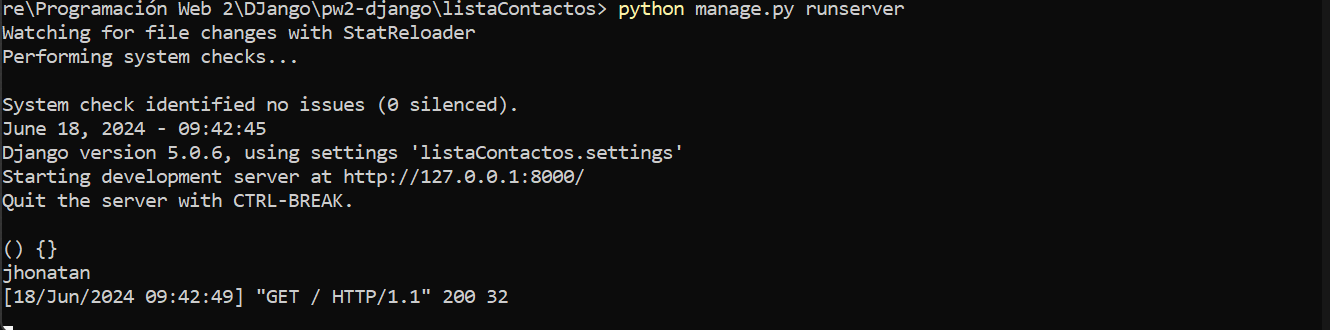 re\Programación Web 2\DJango\pw2-django\listaContactos> python manage.py runserver
Watching for file changes with StatReloader
Performing system checks...

System check identified no issues (0 silenced).
June 18, 2024 - 09:42:45
Django version 5.0.6, using settings 'listaContactos.settings'
Starting development server at http://127.0.0.1:8000/
Quit the server with CTRL-BREAK.

() {}
jhonatan
[18/Jun/2024 09:42:49] "GET / HTTP/1.1" 200 32